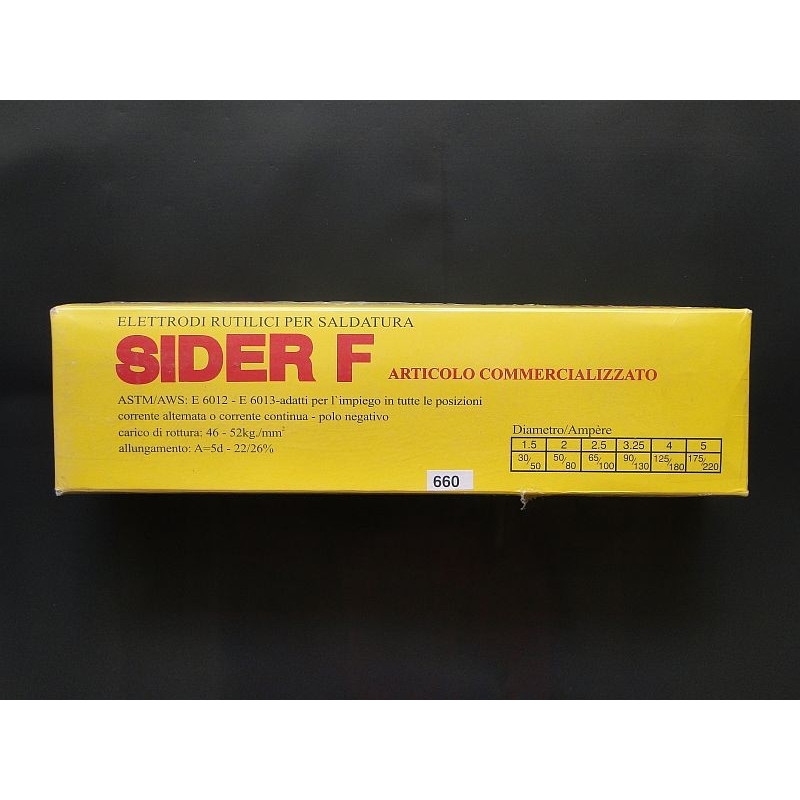 ELETTRODI RUTILICI PER SALDATURA
SIDER F ARTICOLO COMMERCIALIZZATO
ASTM/AWS: E 6012 - E 6013-adatti per l'impiego in tutte le posizioni
corrente alternata o corrente continua - polo negativo
carico di rottura: 46 - 52kg./mm²
allungamento: A=5d - 22/26%
Diametro/Ampère
1.5 2 2.5 3.25 4 5
30/50 50/80 65/100 90/130 125/180 175/220
660